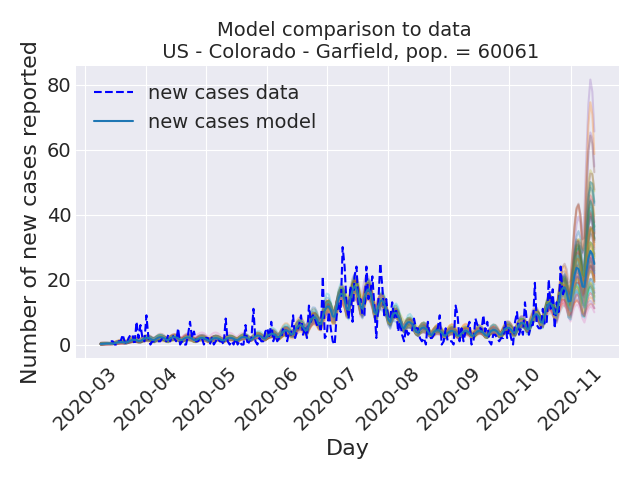 Model comparison to data
US - Colorado - Garfield, pop. = 60061
Number of new cases reported
80
60
40
20
0
new cases data
new cases model
2020-03
2020-04
2020-05
2020-06
2020-07
2020-08
2020-09
2020-10
2020-11
Day